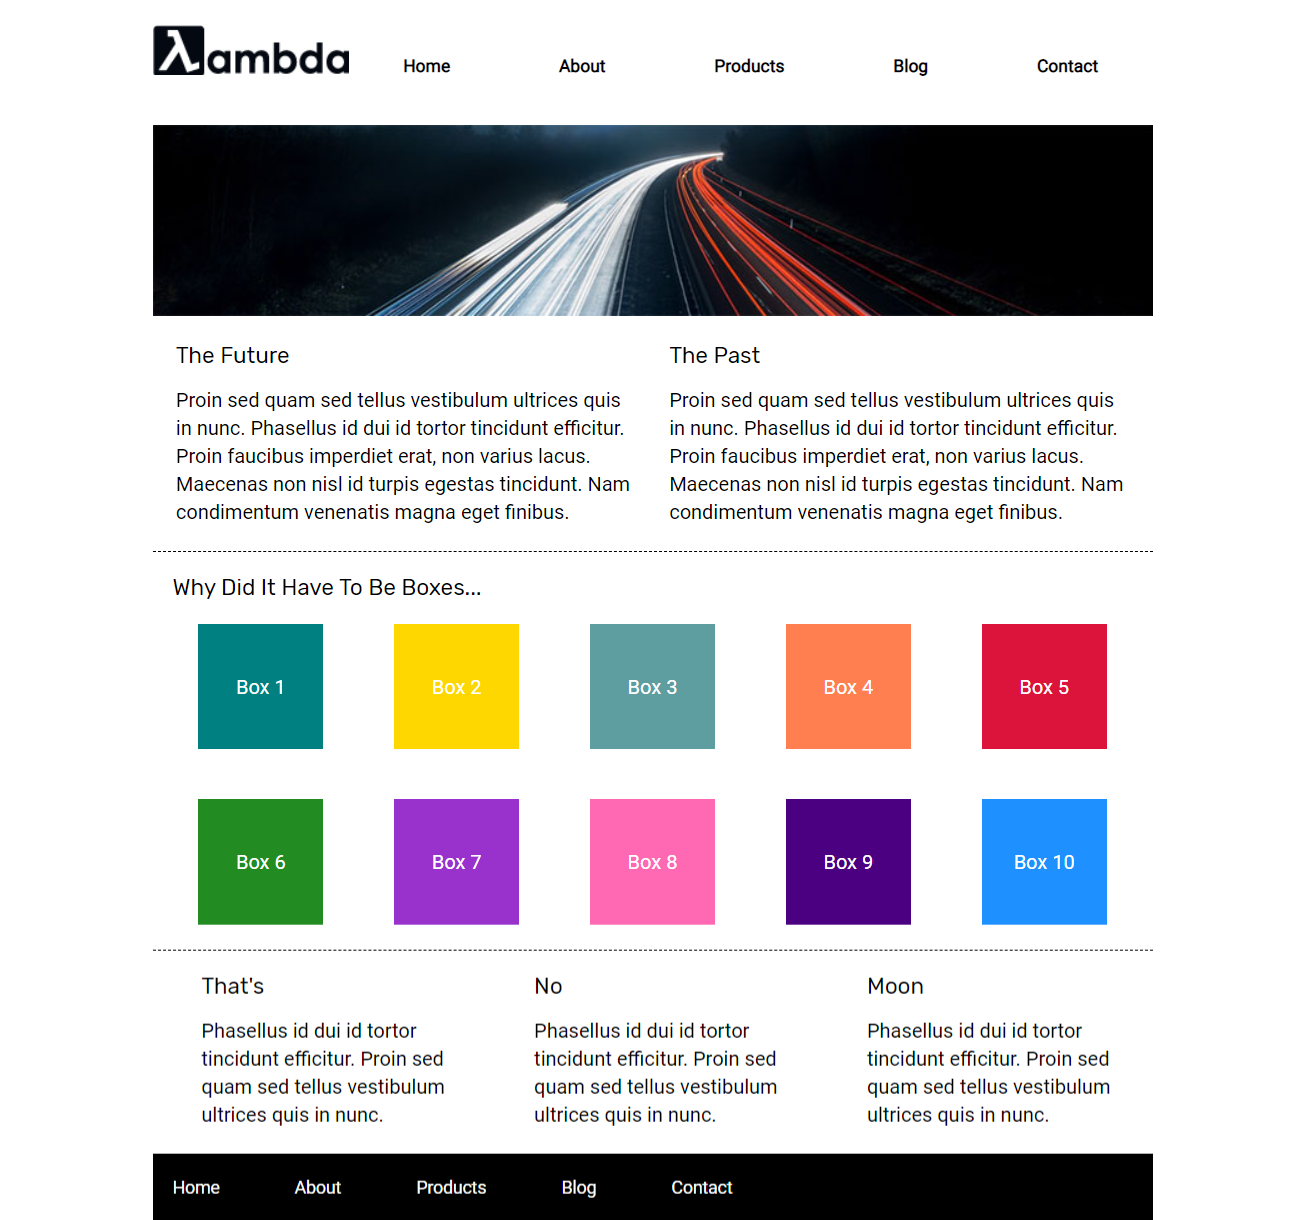 λambda
Home About Products Blog Contact
The Future
Proin sed quam sed tellus vestibulum ultrices quis
in nunc. Phasellus id dui id tortor tincidunt efficitur.
Proin faucibus imperdiet erat, non varius lacus.
Maecenas non nisl id turpis egestas tincidunt. Nam
condimentum venenatis magna eget finibus.
The Past
Proin sed quam sed tellus vestibulum ultrices quis
in nunc. Phasellus id dui id tortor tincidunt efficitur.
Proin faucibus imperdiet erat, non varius lacus.
Maecenas non nisl id turpis egestas tincidunt. Nam
condimentum venenatis magna eget finibus.
Why Did It Have To Be Boxes...
Box 1 Box 2 Box 3 Box 4 Box 5
Box 6 Box 7 Box 8 Box 9 Box 10
That's
Phasellus id dui id tortor
tincidunt efficitur. Proin sed
quam sed tellus vestibulum
ultrices quis in nunc.
No
Phasellus id dui id tortor
tincidunt efficitur. Proin sed
quam sed tellus vestibulum
ultrices quis in nunc.
Moon
Phasellus id dui id tortor
tincidunt efficitur. Proin sed
quam sed tellus vestibulum
ultrices quis in nunc.
Home About Products Blog Contact